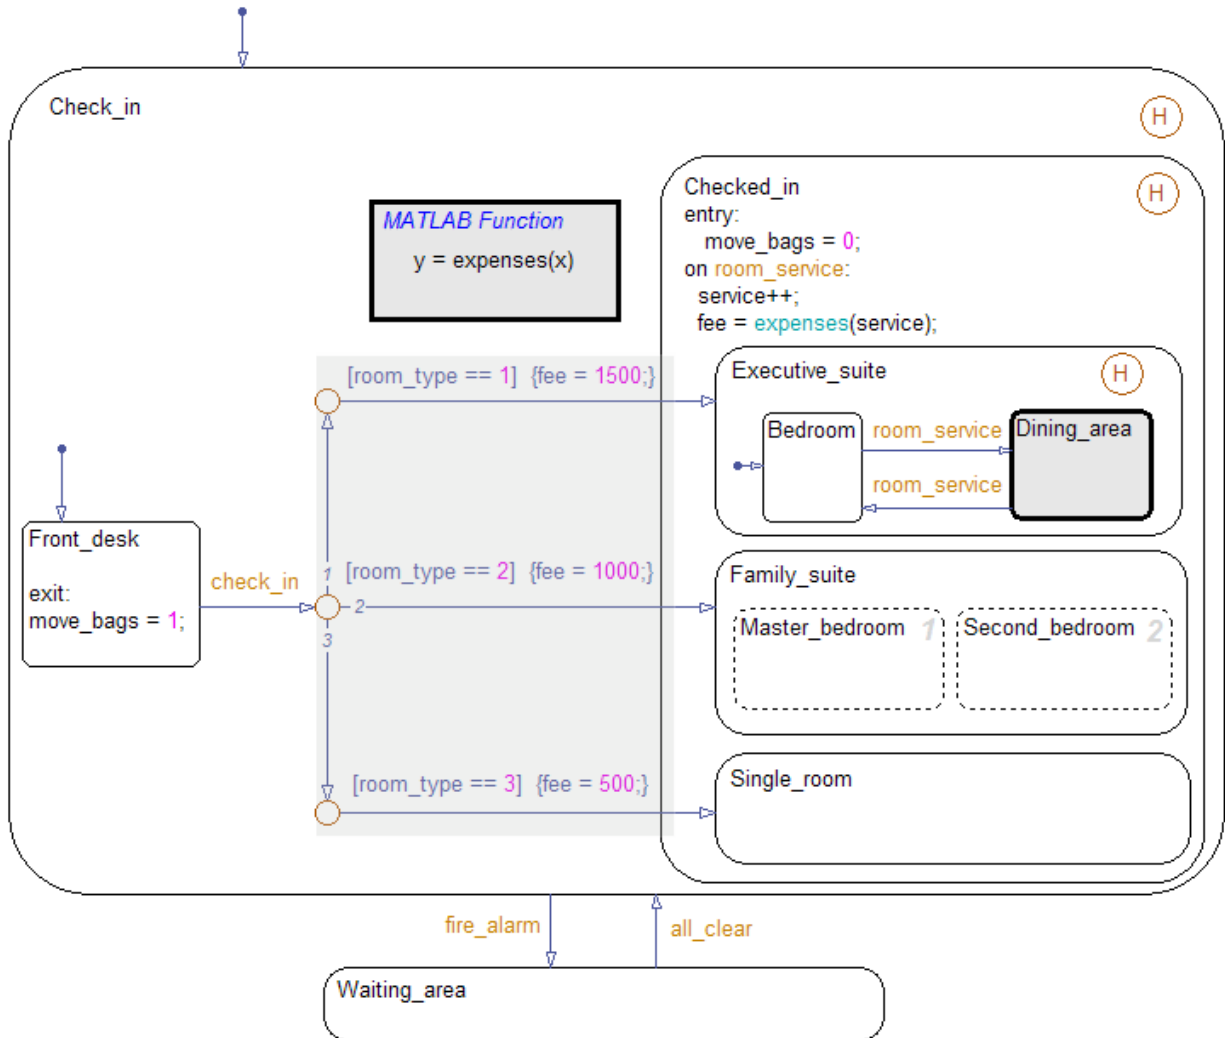 Check_in
H
Checked_in
H
entry:
move_bags = 0;
on room_service:
service++;
fee = expenses(service);
MATLAB Function
y = expenses(x)
[room_type == 1] {fee = 1500;}
Executive_suite
H
Bedroom
room_service
Dining_area
room_service
Front_desk
exit:
move_bags = 1;
check_in
1
2
3
[room_type == 2] {fee = 1000;}
Family_suite
Master_bedroom 1
Second_bedroom 2
[room_type == 3] {fee = 500;}
Single_room
fire_alarm
all_clear
Waiting_area